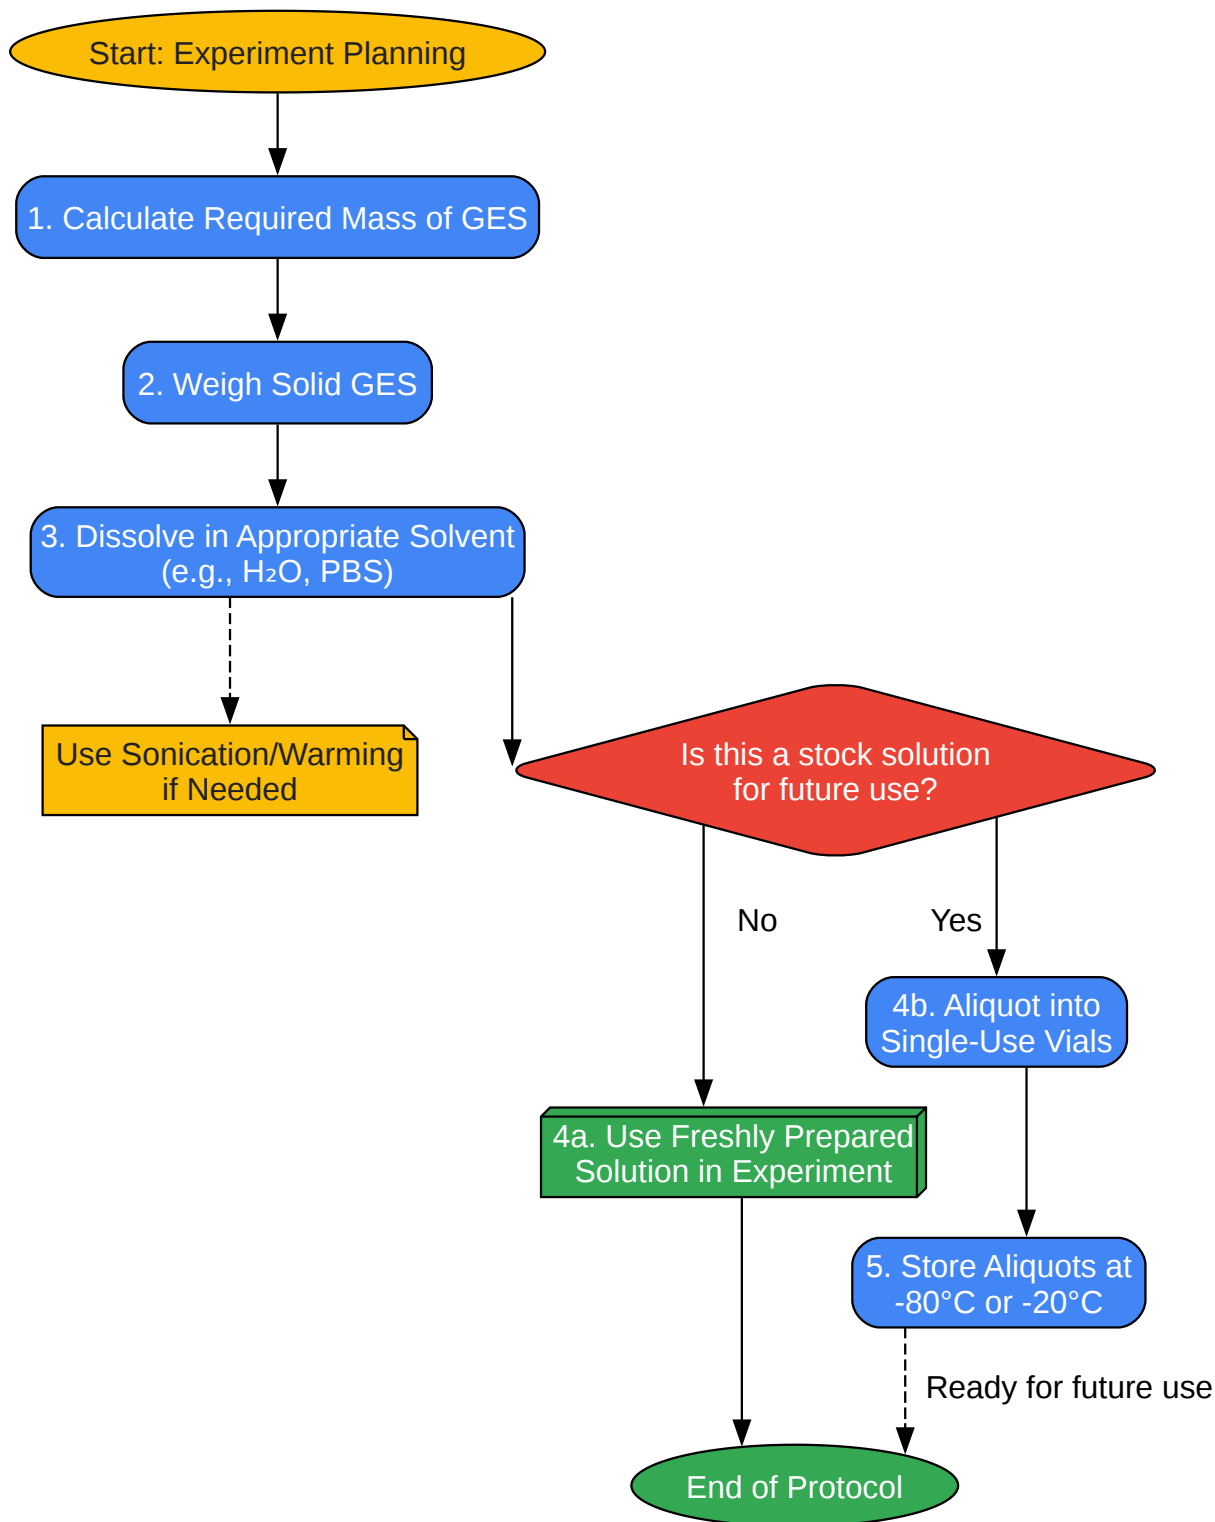 Start: Experiment Planning
1. Calculate Required Mass of GES
2. Weigh Solid GES
3. Dissolve in Appropriate Solvent
(e.g., H₂O, PBS)
Use Sonication/Warming
if Needed
Is this a stock solution
for future use?
No
Yes
4b. Aliquot into
Single-Use Vials
4a. Use Freshly Prepared
Solution in Experiment
5. Store Aliquots at
-80°C or -20°C
Ready for future use
End of Protocol